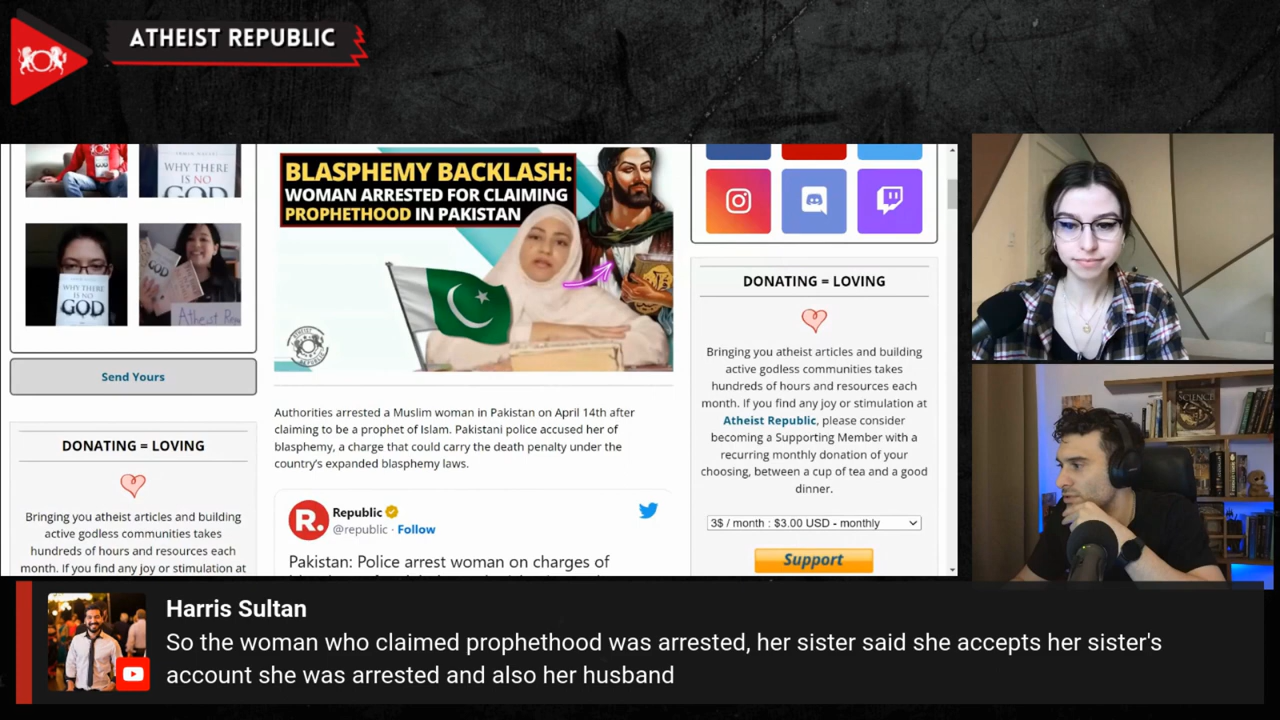 ATHEIST REPUBLIC
WHY THERE
IS NO
GOD
WHY THERE
IS NO
GOD
Atheist Rep
Send Yours
DONATING = LOVING
Bringing you atheist articles and building
active godless communities takes
hundreds of hours and resources each
month. If you find any joy or stimulation at
BLASPHEMY BACKLASH:
WOMAN ARRESTED FOR CLAIMING
PROPHETHOOD IN PAKISTAN
ATHEIST
REPUBLIC
Authorities arrested a Muslim woman in Pakistan on April 14th after
claiming to be a prophet of Islam. Pakistani police accused her of
blasphemy, a charge that could carry the death penalty under the
country's expanded blasphemy laws.
R.
Republic
@republic · Follow
Pakistan: Police arrest woman on charges of
DONATING = LOVING
Bringing you atheist articles and building
active godless communities takes
hundreds of hours and resources each
month. If you find any joy or stimulation at
Atheist Republic, please consider
becoming a Supporting Member with a
recurring monthly donation of your
choosing, between a cup of tea and a good
dinner.
3$ / month : $3.00 USD - monthly
Support
SCIENCE
Harris Sultan
So the woman who claimed prophethood was arrested, her sister said she accepts her sister's
account she was arrested and also her husband